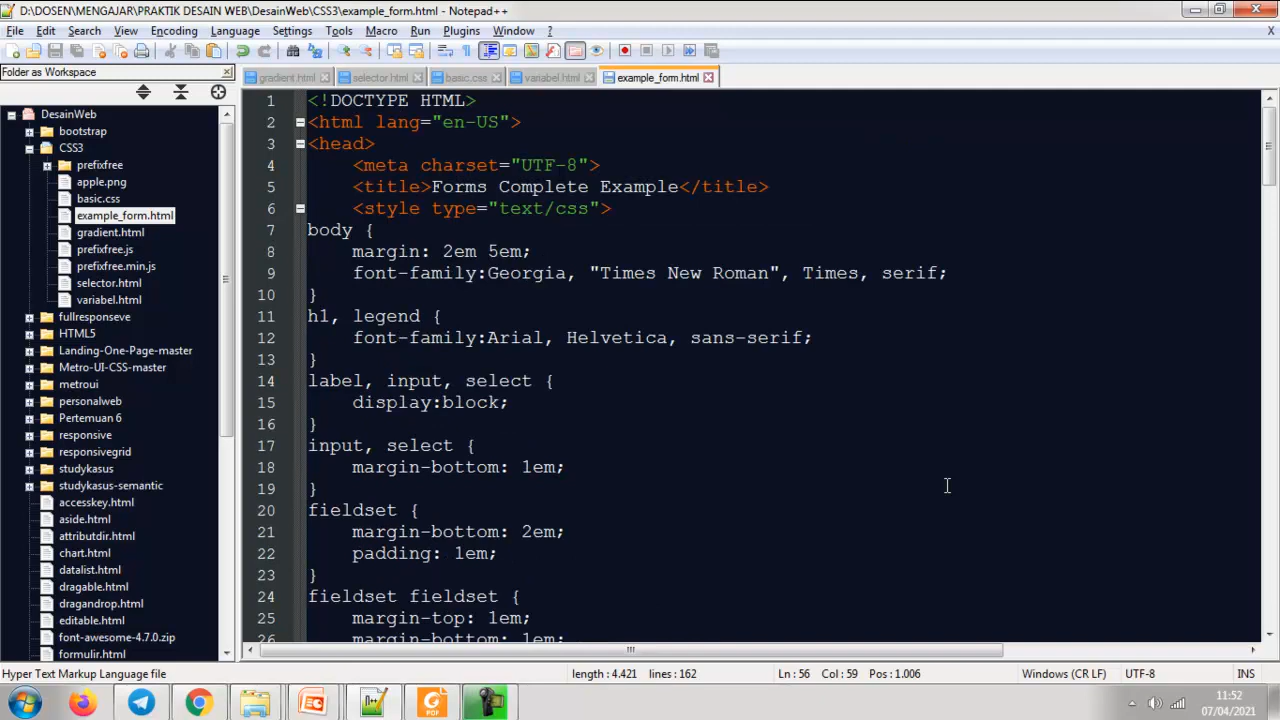 D:\DOSEN\MENGAJAR\PRAKTIK DESAIN WEB\DesainWeb\CSS3\example_form.html - Notepad++
File Edit Search View Encoding Language Settings Tools Macro Run Plugins Window ? X
Folder as Workspace
gradient.html selector.html basic.css variabel.html example_form.html
DesainWeb
bootstrap
CSS3
prefixfree
apple.png
basic.css
example_form.html
gradient.html
prefixfree.js
prefixfree.min.js
selector.html
variabel.html
fullresponseve
HTML5
Landing-One-Page-master
Metro-UI-CSS-master
metroui
personalweb
Pertemuan 6
responsive
responsivegrid
studykasus
studykasus-semantic
accesskey.html
aside.html
attributdir.html
chart.html
datalist.html
dragable.html
dragandrop.html
editable.html
font-awesome-4.7.0.zip
formulir.html
1 <!DOCTYPE HTML>
2 <html lang="en-US">
3 <head>
4 <meta charset="UTF-8">
5 <title>Forms Complete Example</title>
6 <style type="text/css">
7 body {
8 margin: 2em 5em;
9 font-family:Georgia, "Times New Roman", Times, serif;
10 }
11 h1, legend {
12 font-family:Arial, Helvetica, sans-serif;
13 }
14 label, input, select {
15 display:block;
16 }
17 input, select {
18 margin-bottom: 1em;
19 }
20 fieldset {
21 margin-bottom: 2em;
22 padding: 1em;
23 }
24 fieldset fieldset {
25 margin-top: 1em;
26 margin-bottom: 1em;
Hyper Text Markup Language file length : 4.421 lines : 162 Ln : 56 Col : 59 Pos : 1.006 Windows (CR LF) UTF-8 INS
11:52
07/04/2021